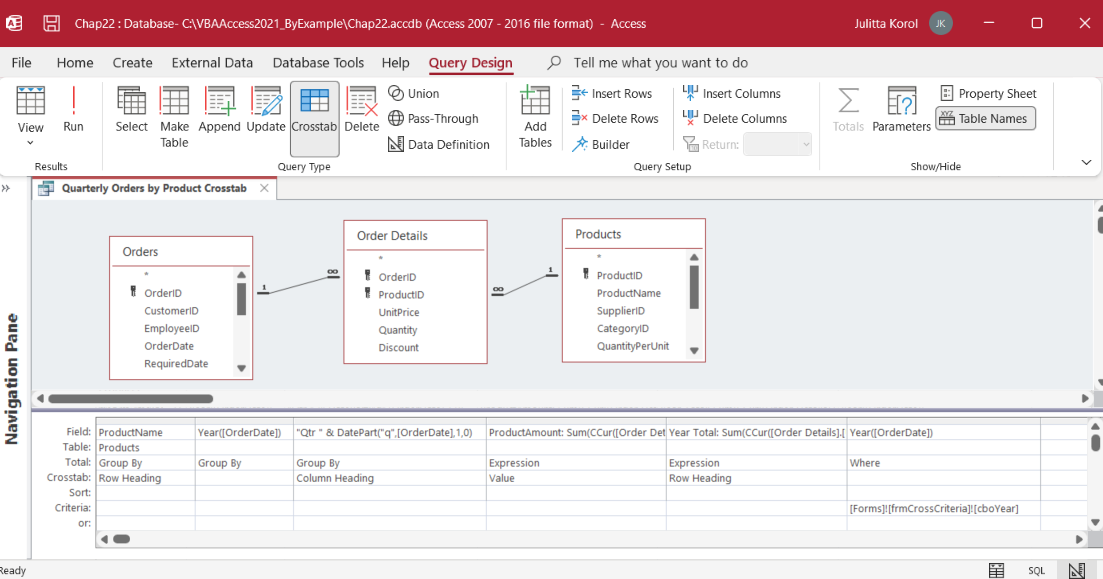 Chap22 : Database- C:\VBAAccess2021_ByExample\Chap22.accdb (Access 2007 - 2016 file format) - Access
Julitta Korol JK
File Home Create External Data Database Tools Help Query Design Tell me what you want to do
View
Run
Results
Select
Make Table
Append
Update
Crosstab
Delete
Union
Pass-Through
Data Definition
Query Type
Add Tables
Insert Rows
Delete Rows
Builder
Insert Columns
Delete Columns
Return:
Query Setup
Totals
Parameters
Property Sheet
XYZ
Table Names
Show/Hide
Quarterly Orders by Product Crosstab
Navigation Pane
Orders
*
OrderID
CustomerID
EmployeeID
OrderDate
RequiredDate
1 ∞
Order Details
*
OrderID
ProductID
UnitPrice
Quantity
Discount
∞ 1
Products
*
ProductID
ProductName
SupplierID
CategoryID
QuantityPerUnit
Field: ProductName Year([OrderDate]) "Qtr " & DatePart("q",[OrderDate],1,0) ProductAmount: Sum(CCur([Order Det Year Total: Sum(CCur([Order Details].[ Year([OrderDate])
Table: Products
Total: Group By Group By Group By Expression Expression Where
Crosstab: Row Heading Column Heading Value Row Heading
Sort:
Criteria: [Forms]![frmCrossCriteria]![cboYear]
or:
Ready
SQL